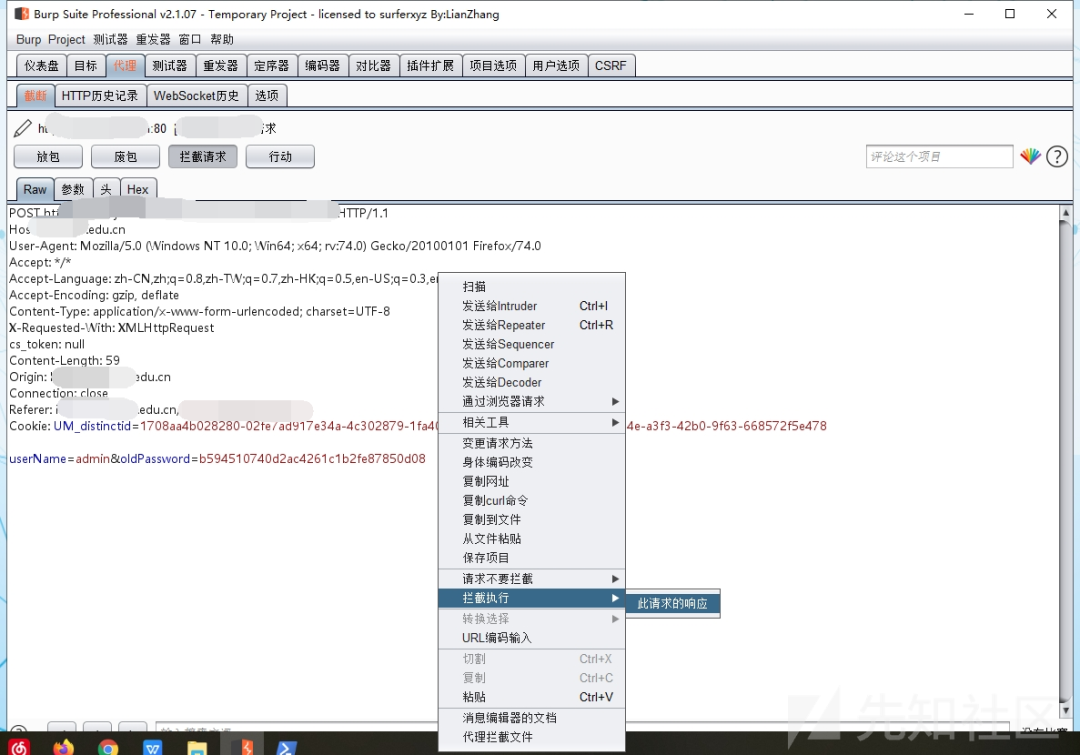 Burp Suite Professional v2.1.07 - Temporary Project - licensed to surferxyz By:LianZhang
Burp Project 测试器 重发器 窗口 帮助
仪表盘 目标 代理 测试器 重发器 定序器 编码器 对比器 插件扩展 项目选项 用户选项 CSRF
截断 HTTP历史记录 WebSocket历史 选项
:80
放包 废包 拦截请求 行动 评论这个项目
Raw 参数 头 Hex
POST HTTP/1.1
.edu.cn
User-Agent: Mozilla/5.0 (Windows NT 10.0; Win64; x64; rv:74.0) Gecko/20100101 Firefox/74.0
Accept: */*
Accept-Language: zh-CN,zh;q=0.8,zh-TW;q=0.7,zh-HK;q=0.5,en-US;q=0.3,e
Accept-Encoding: gzip, deflate
Content-Type: application/x-www-form-urlencoded; charset=UTF-8
X-Requested-With: XMLHttpRequest
cs_token: null
Content-Length: 59
Origin: edu.cn
Connection: close
Referer: .edu.cn
Cookie: UM_distinctid=1708aa4b028280-02fe7ad917e34a-4c302879-1fa40 4e-a3f3-42b0-9f63-668572f5e478
userName=admin&oldPassword=b594510740d2ac4261c1b2fe87850d08
扫描
发送给Intruder Ctrl+I
发送给Repeater Ctrl+R
发送给Sequencer
发送给Comparer
发送给Decoder
通过浏览器请求
相关工具
变更请求方法
身体编码改变
复制网址
复制curl命令
复制到文件
从文件粘贴
保存项目
请求不要拦截
拦截执行
此请求的响应
转换选择
URL编码输入
切割 Ctrl+X
复制 Ctrl+C
粘贴 Ctrl+V
消息编辑器的文档
代理拦截文件
先知社区